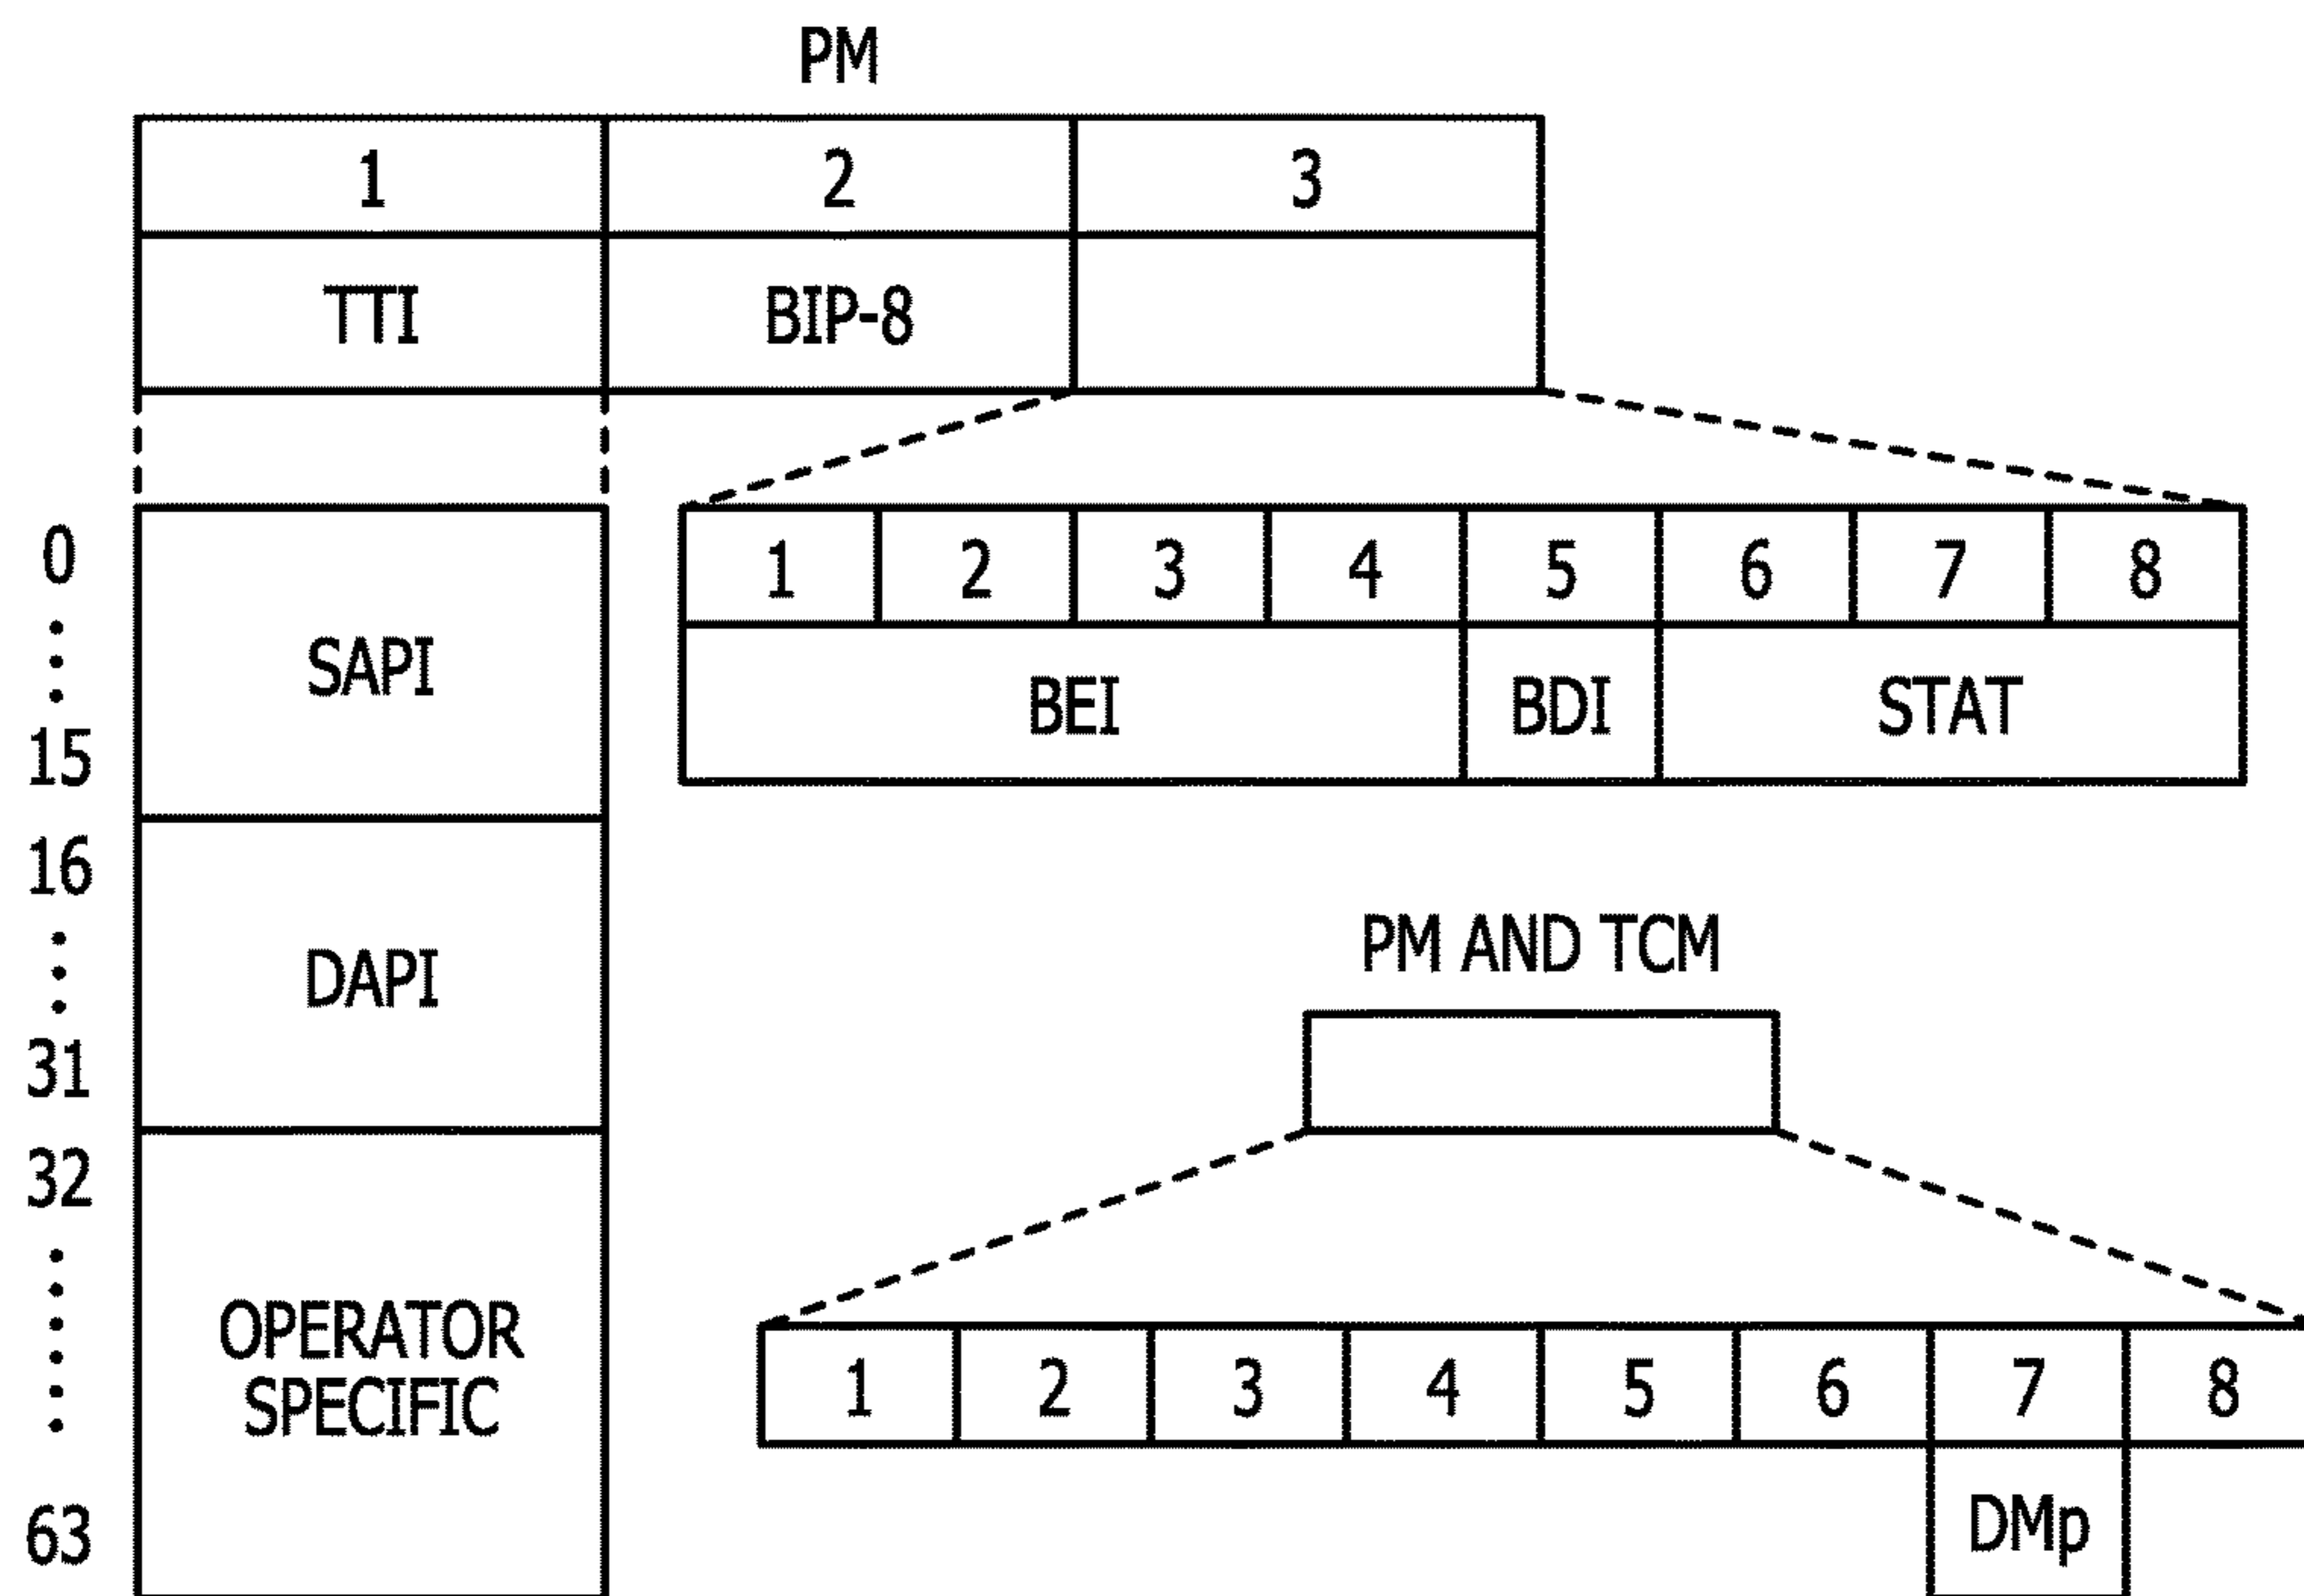 PM
1 2 3
TTI BIP-8
0
15
SAPI
1 2 3 4 5 6 7 8
BEI BDI STAT
16
31
DAPI
PM AND TCM
32
63
OPERATOR
SPECIFIC
1 2 3 4 5 6 7 8
DMp